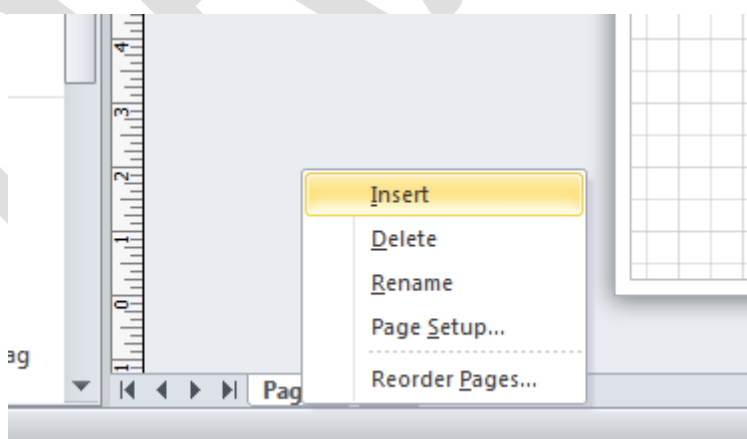 4
3
2
1
0
1
Insert
Delete
Rename
Page Setup...
Reorder Pages...
ag
Pag